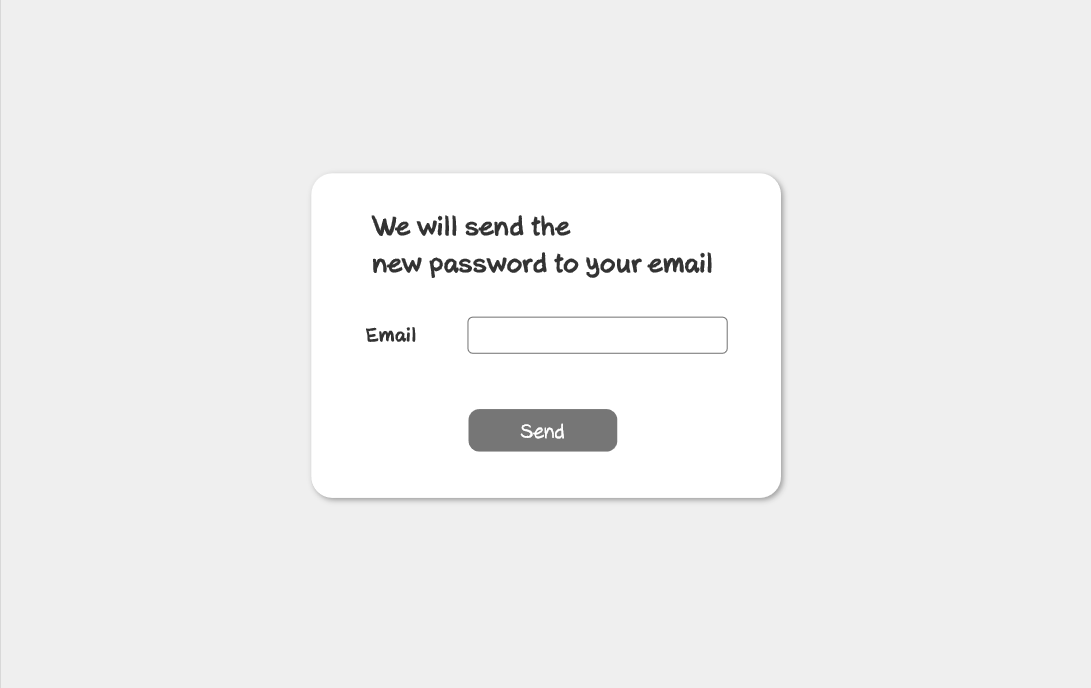 We will send the
new password to your email
Email
Send